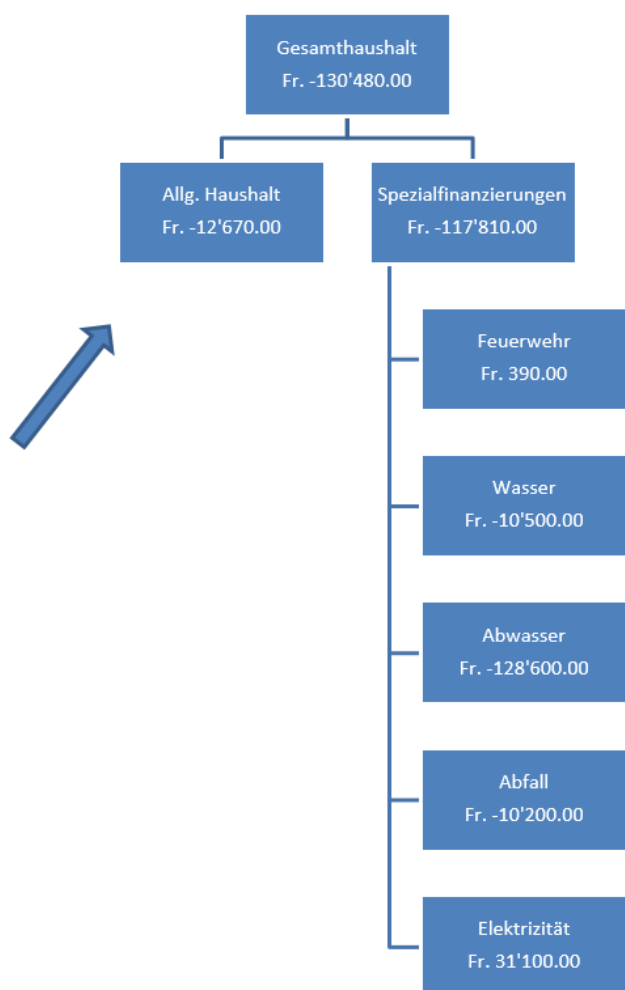 Gesamthaushalt
Fr. -130'480.00
Allg. Haushalt
Fr. -12'670.00
Spezialfinanzierungen
Fr. -117'810.00
Feuerwehr
Fr. 390.00
Wasser
Fr. -10'500.00
Abwasser
Fr. -128'600.00
Abfall
Fr. -10'200.00
Elektrizität
Fr. 31'100.00